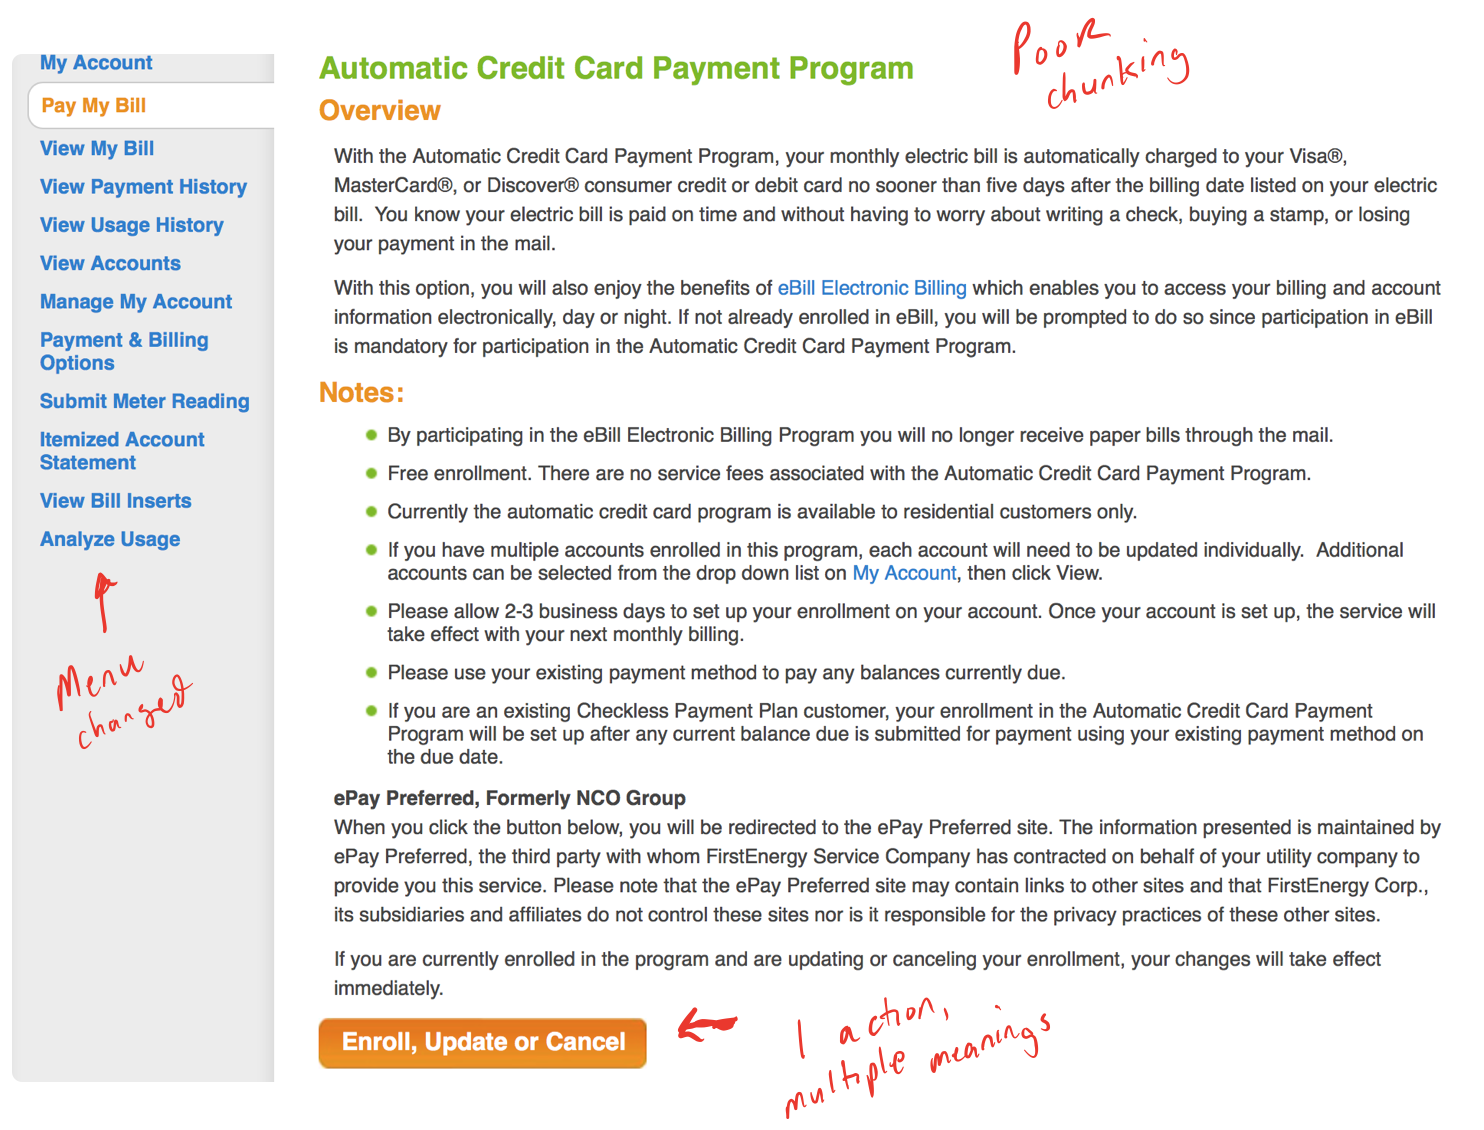 My Account
Pay My Bill
View My Bill
View Payment History
View Usage History
View Accounts
Manage My Account
Payment & Billing
Options
Submit Meter Reading
Itemized Account
Statement
View Bill Inserts
Analyze Usage
Menu
changed
Poor
chunking
Automatic Credit Card Payment Program
Overview
With the Automatic Credit Card Payment Program, your monthly electric bill is automatically charged to your Visa®,
MasterCard®, or Discover® consumer credit or debit card no sooner than five days after the billing date listed on your electric
bill.  You know your electric bill is paid on time and without having to worry about writing a check, buying a stamp, or losing
your payment in the mail.
With this option, you will also enjoy the benefits of eBill Electronic Billing which enables you to access your billing and account
information electronically, day or night. If not already enrolled in eBill, you will be prompted to do so since participation in eBill
is mandatory for participation in the Automatic Credit Card Payment Program.
Notes:
By participating in the eBill Electronic Billing Program you will no longer receive paper bills through the mail.
Free enrollment. There are no service fees associated with the Automatic Credit Card Payment Program.
Currently the automatic credit card program is available to residential customers only.
If you have multiple accounts enrolled in this program, each account will need to be updated individually.  Additional
accounts can be selected from the drop down list on My Account, then click View.
Please allow 2-3 business days to set up your enrollment on your account. Once your account is set up, the service will
take effect with your next monthly billing.
Please use your existing payment method to pay any balances currently due.
If you are an existing Checkless Payment Plan customer, your enrollment in the Automatic Credit Card Payment
Program will be set up after any current balance due is submitted for payment using your existing payment method on
the due date.
ePay Preferred, Formerly NCO Group
When you click the button below, you will be redirected to the ePay Preferred site. The information presented is maintained by
ePay Preferred, the third party with whom FirstEnergy Service Company has contracted on behalf of your utility company to
provide you this service. Please note that the ePay Preferred site may contain links to other sites and that FirstEnergy Corp.,
its subsidiaries and affiliates do not control these sites nor is it responsible for the privacy practices of these other sites.
If you are currently enrolled in the program and are updating or canceling your enrollment, your changes will take effect
immediately.
Enroll, Update or Cancel
1 action,
multiple meanings